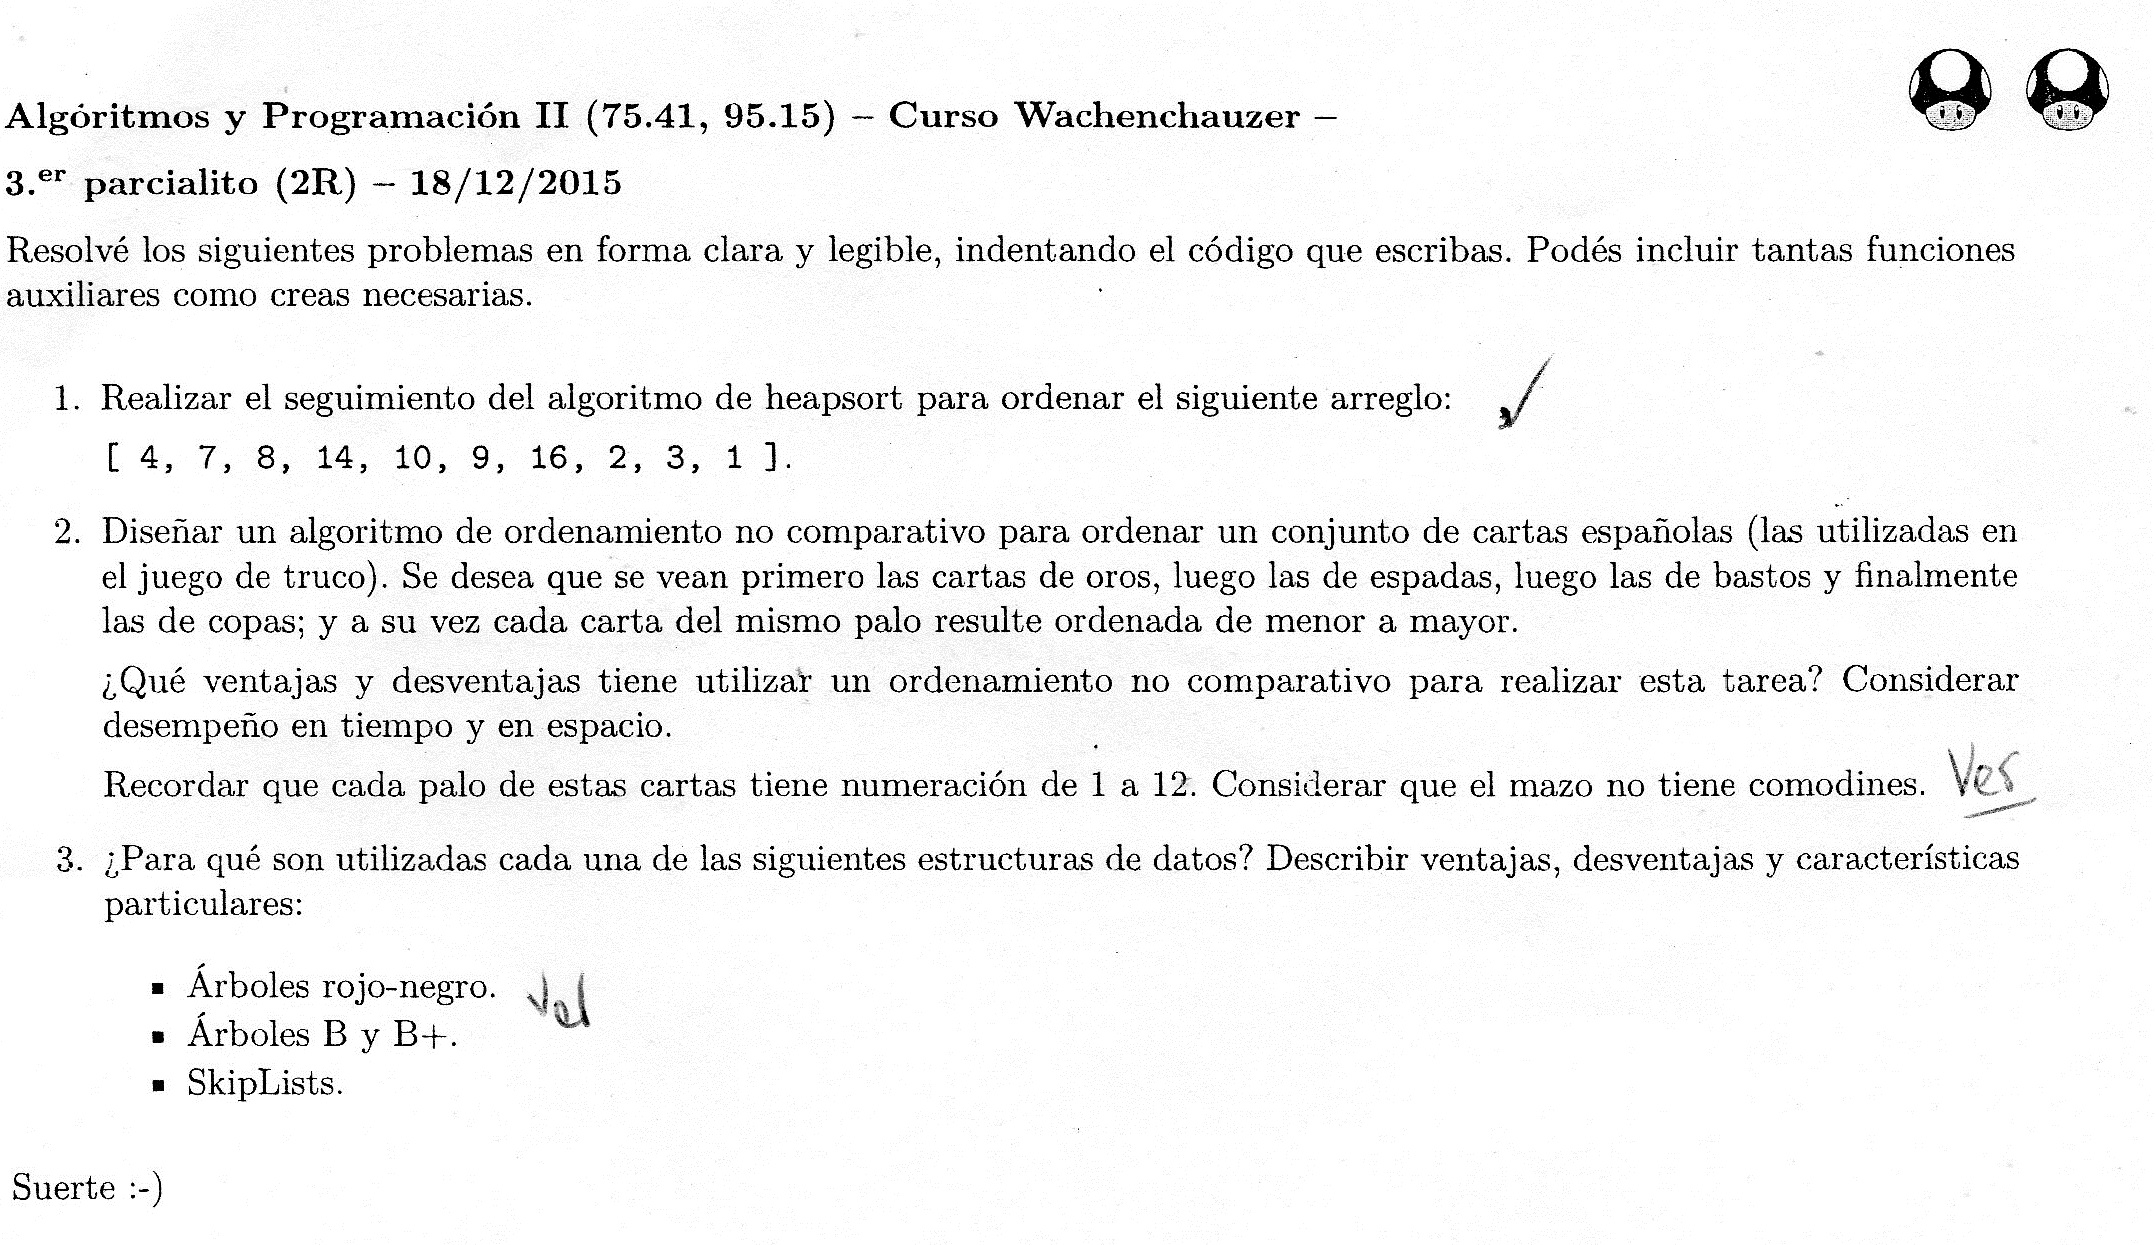 Algóritmos y Programación II (75.41, 95.15) – Curso Wachenchauzer –
3.er parcialito (2R) – 18/12/2015
Resolvé los siguientes problemas en forma clara y legible, indentando el código que escribas. Podés incluir tantas funciones
auxiliares como creas necesarias.
1. Realizar el seguimiento del algoritmo de heapsort para ordenar el siguiente arreglo:
[ 4, 7, 8, 14, 10, 9, 16, 2, 3, 1 ].
2. Diseñar un algoritmo de ordenamiento no comparativo para ordenar un conjunto de cartas españolas (las utilizadas en
el juego de truco). Se desea que se vean primero las cartas de oros, luego las de espadas, luego las de bastos y finalmente
las de copas; y a su vez cada carta del mismo palo resulte ordenada de menor a mayor.
¿Qué ventajas y desventajas tiene utilizar un ordenamiento no comparativo para realizar esta tarea? Considerar
desempeño en tiempo y en espacio.
Recordar que cada palo de estas cartas tiene numeración de 1 a 12. Considerar que el mazo no tiene comodines. Ver
3. ¿Para qué son utilizadas cada una de las siguientes estructuras de datos? Describir ventajas, desventajas y características
particulares:
▪ Árboles rojo-negro.
▪ Árboles B y B+.
▪ SkipLists.
Suerte :-)